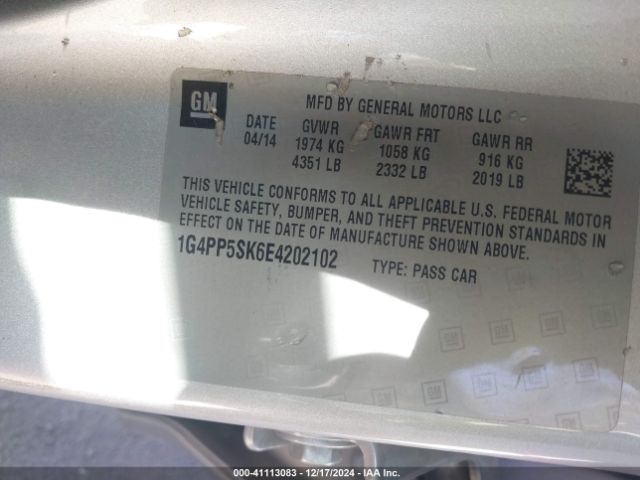 GM
MFD BY GENERAL MOTORS LLC
DATE GVWR GAWR FRT GAWR RR
04/14 1974 KG 1058 KG 916 KG
4351 LB 2332 LB 2019 LB
THIS VEHICLE CONFORMS TO ALL APPLICABLE U.S. FEDERAL MOTOR
VEHICLE SAFETY, BUMPER, AND THEFT PREVENTION STANDARDS IN
EFFECT ON THE DATE OF MANUFACTURE SHOWN ABOVE.
1G4PP5SK6E4202102 TYPE: PASS CAR
000-41113083 - 12/17/2024 - IAA Inc.